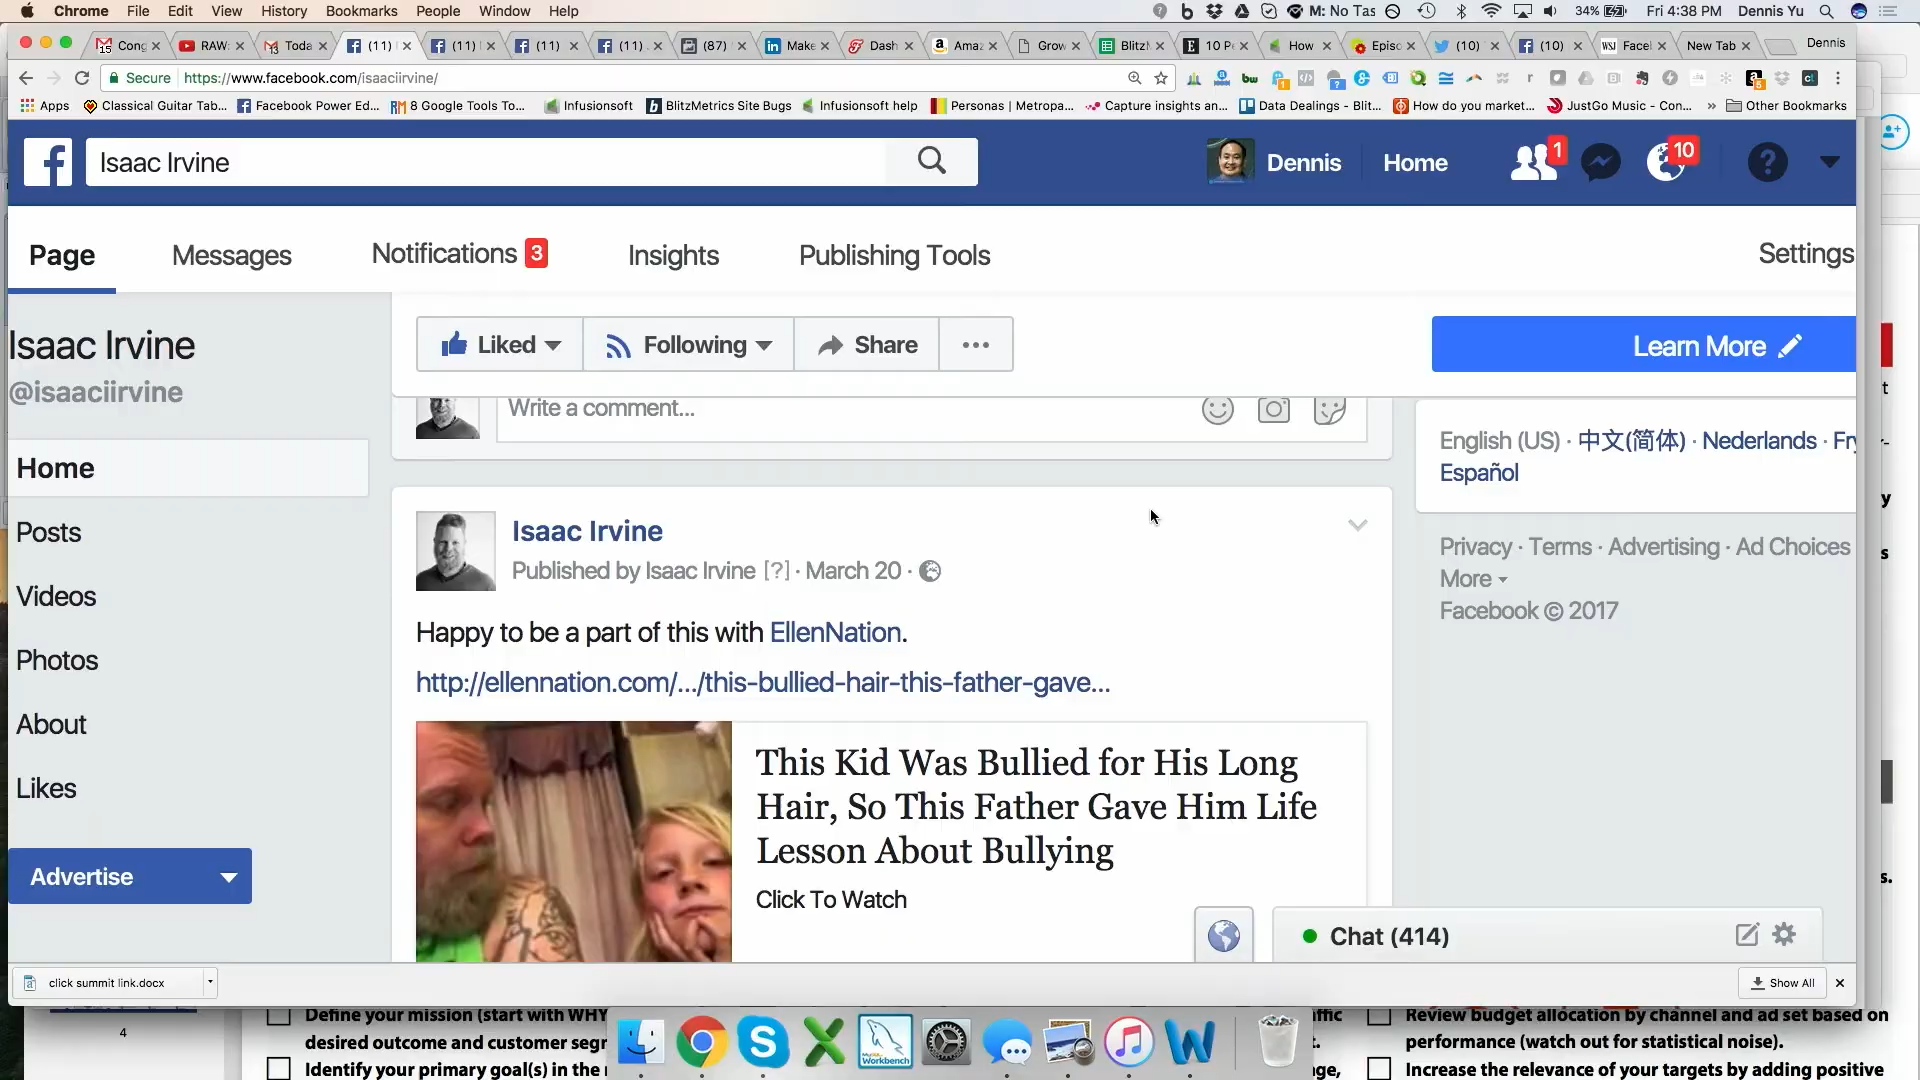 Chrome File Edit View History Bookmarks People Window Help
M: No Tas 34% Fri 4:38 PM Dennis Yu
Cong RAW: Toda (11) (11) (11) (11) (87) Make Dash Ama Grow Blitz 10 P How Episo (10) (10) Facel New Tab Dennis
Secure https://www.facebook.com/isaaciirvine/
Apps Classical Guitar Tab... Facebook Power Ed... 8 Google Tools To... Infusionsoft BlitzMetrics Site Bugs Infusionsoft help Personas | Metropa... Capture insights an... Data Dealings - Blit... How do you market... JustGo Music - Con... » Other Bookmarks
Isaac Irvine
Dennis Home 1 10
Page Messages Notifications 3 Insights Publishing Tools Settings
Isaac Irvine
@isaaciirvine
Liked Following Share ...
Learn More
Write a comment...
English (US) · 中文(简体) · Nederlands · Fry
Español
Home
Posts
Videos
Photos
About
Likes
Advertise
Isaac Irvine
Published by Isaac Irvine [?] · March 20 ·
Happy to be a part of this with EllenNation.
http://ellennation.com/.../this-bullied-hair-this-father-gave...
This Kid Was Bullied for His Long
Hair, So This Father Gave Him Life
Lesson About Bullying
Click To Watch
Privacy · Terms · Advertising · Ad Choices
More
Facebook © 2017
Chat (414)
click summit link.docx
Show All
4
Define your mission (start with WHY
desired outcome and customer segr
Identify your primary goal(s) in the
Review budget allocation by channel and ad set based on
performance (watch out for statistical noise).
Increase the relevance of your targets by adding positive
MySQL
Workbench